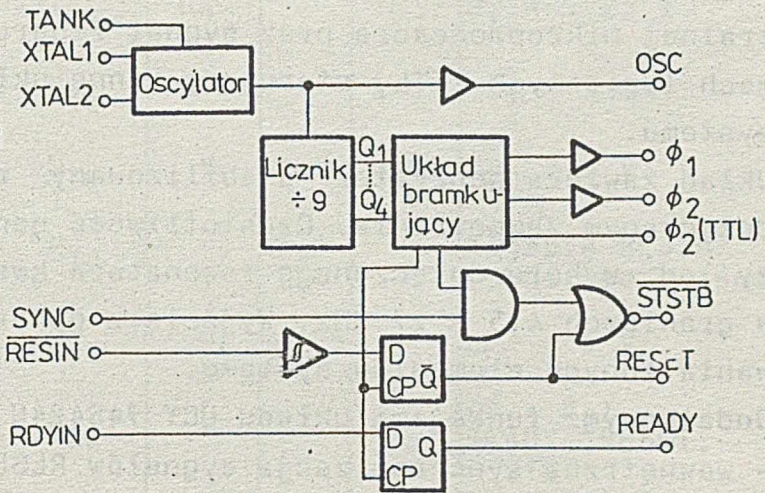 TANK
XTAL1
XTAL2
Oscylator
OSC
Licznik
÷ 9
Q1
Q4
Układ
bramku-
jący
ϕ1
ϕ2
ϕ2(TTL)
SYNC
RESIN
STSTB
D
CP Q̄
RESET
RDYIN
D Q
CP
READY